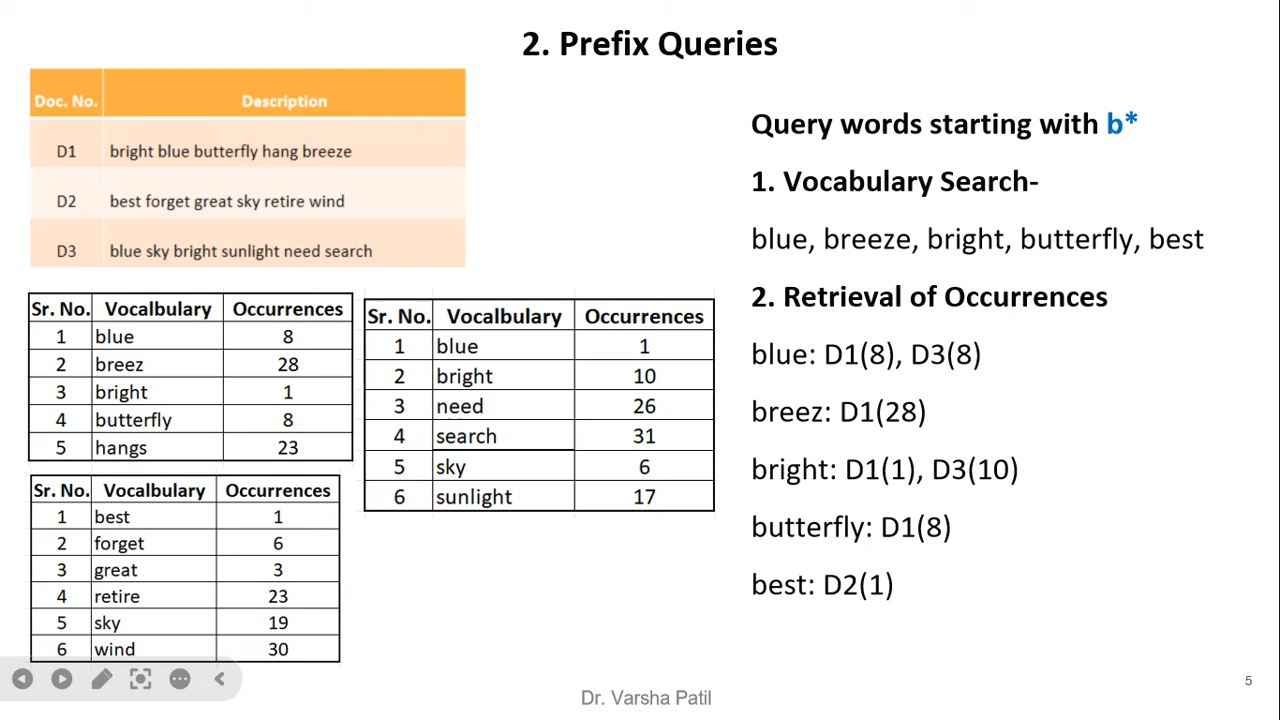 2. Prefix Queries
Doc. No. Description
D1 bright blue butterfly hang breeze
D2 best forget great sky retire wind
D3 blue sky bright sunlight need search
Sr. No. Vocalbulary Occurrences
1 blue 8
2 breez 28
3 bright 1
4 butterfly 8
5 hangs 23
Sr. No. Vocalbulary Occurrences
1 best 1
2 forget 6
3 great 3
4 retire 23
5 sky 19
6 wind 30
Sr. No. Vocalbulary Occurrences
1 blue 1
2 bright 10
3 need 26
4 search 31
5 sky 6
6 sunlight 17
Query words starting with b*
1. Vocabulary Search-
blue, breeze, bright, butterfly, best
2. Retrieval of Occurrences
blue: D1(8), D3(8)
breez: D1(28)
bright: D1(1), D3(10)
butterfly: D1(8)
best: D2(1)
Dr. Varsha Patil
5